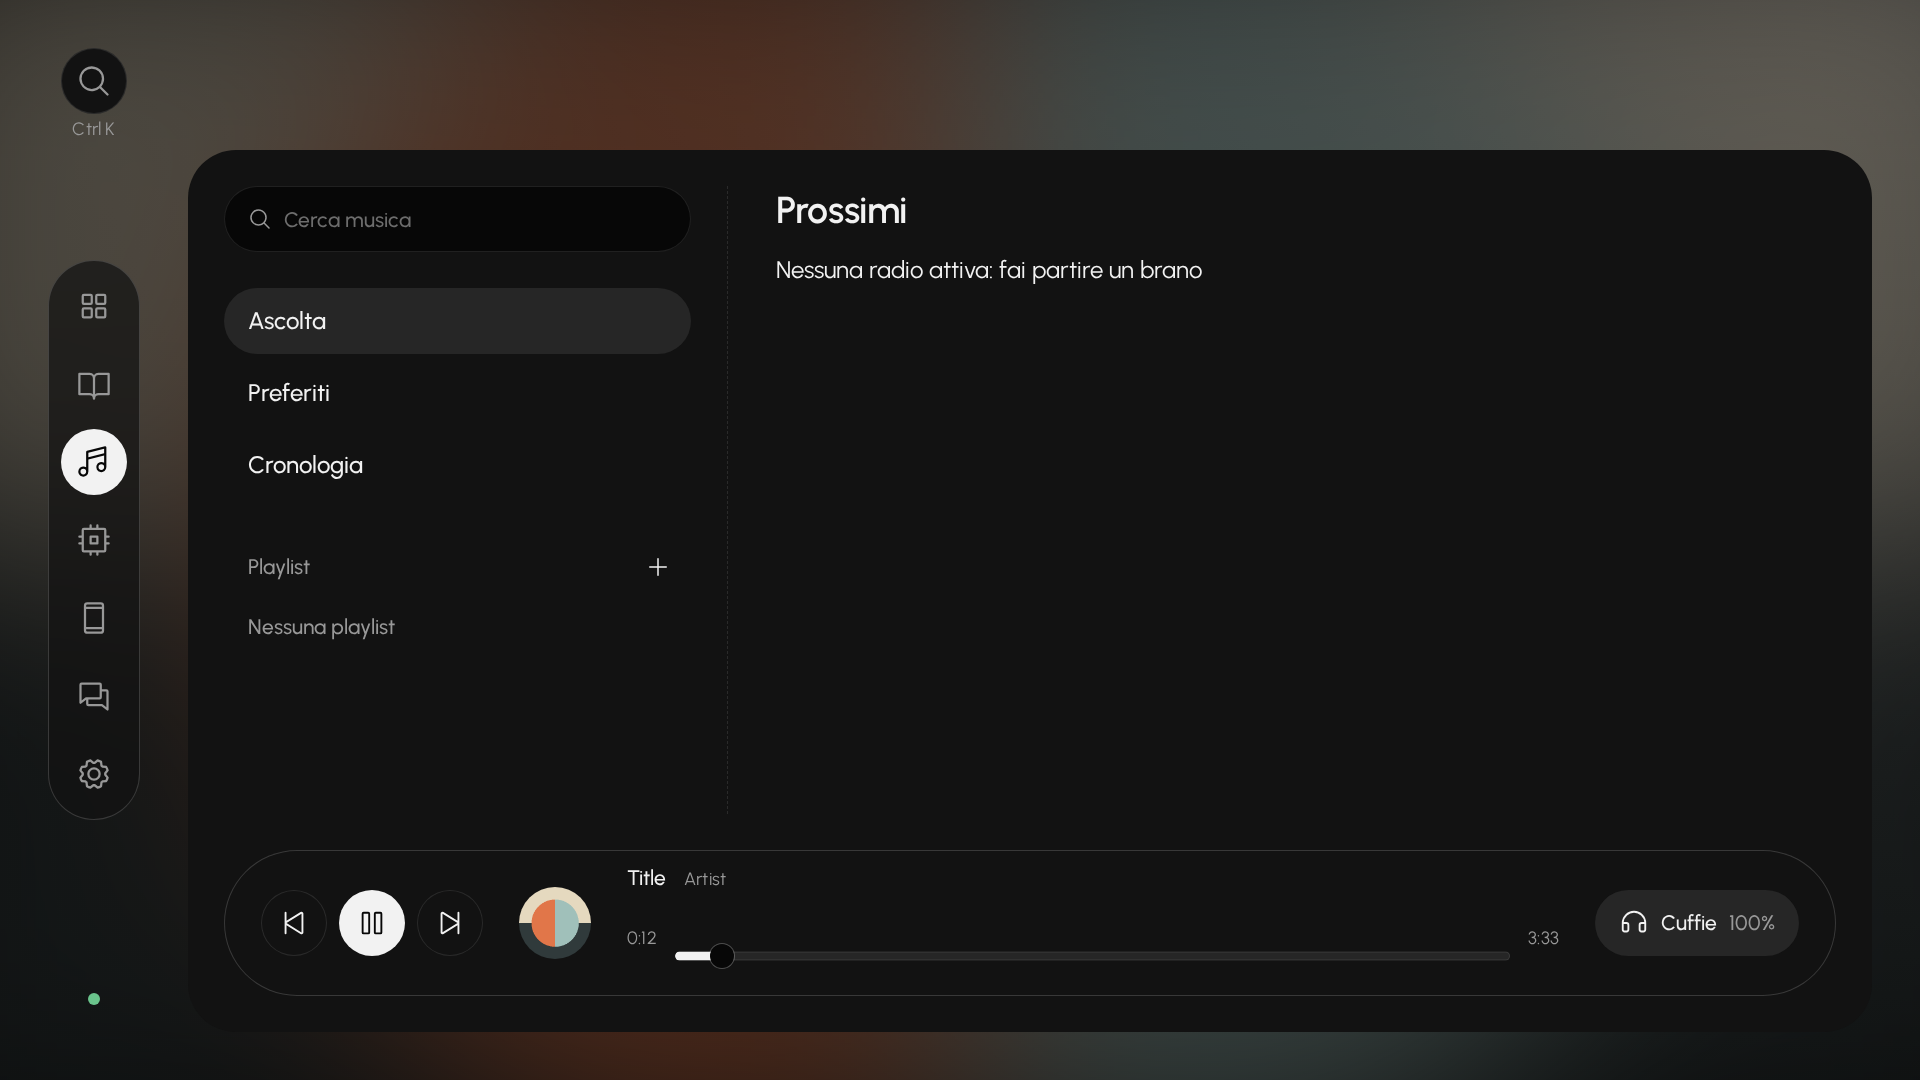 Ctrl K
Cerca musica
Ascolta
Preferiti
Cronologia
Playlist
Nessuna playlist
Prossimi
Nessuna radio attiva: fai partire un brano
Title Artist
0:12
3:33
Cuffie 100%